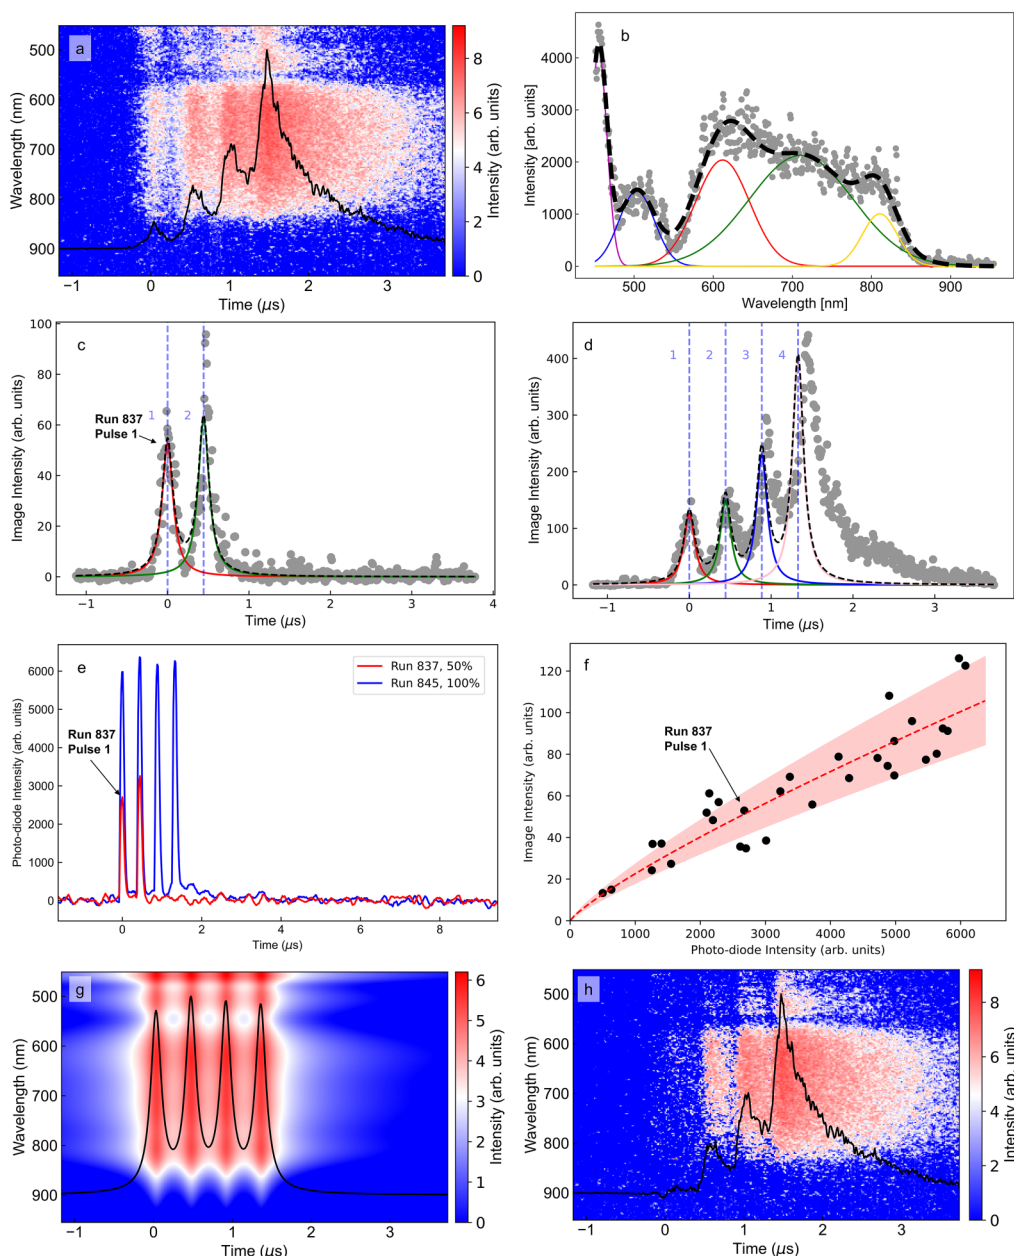 a
500
600
700
800
900
Wavelength (nm)
-1 0 1 2 3
Time (μs)
0
2
4
6
8
Intensity (arb. units)
b
4000
3000
2000
1000
0
Intensity [arb. units]
500 600 700 800 900
Wavelength [nm]
c
100
80
60
40
20
0
Image Intensity (arb. units)
1 2
Run 837
Pulse 1
−1 0 1 2 3 4
Time (μs)
d
400
300
200
100
0
Image Intensity (arb. units)
1 2 3 4
−1 0 1 2 3
Time (μs)
e
6000
5000
4000
3000
2000
1000
0
Photo-diode Intensity (arb. units)
Run 837, 50%
Run 845, 100%
Run 837
Pulse 1
0 2 4 6 8
Time (μs)
f
120
100
80
60
40
20
0
Image Intensity (arb. units)
Run 837
Pulse 1
0 1000 2000 3000 4000 5000 6000
Photo-diode Intensity (arb. units)
g
500
600
700
800
900
Wavelength (nm)
-1 0 1 2 3
Time (μs)
6
5
4
3
2
1
0
Intensity (arb. units)
h
500
600
700
800
900
Wavelength (nm)
-1 0 1 2 3
Time (μs)
8
6
4
2
0
Intensity (arb. units)